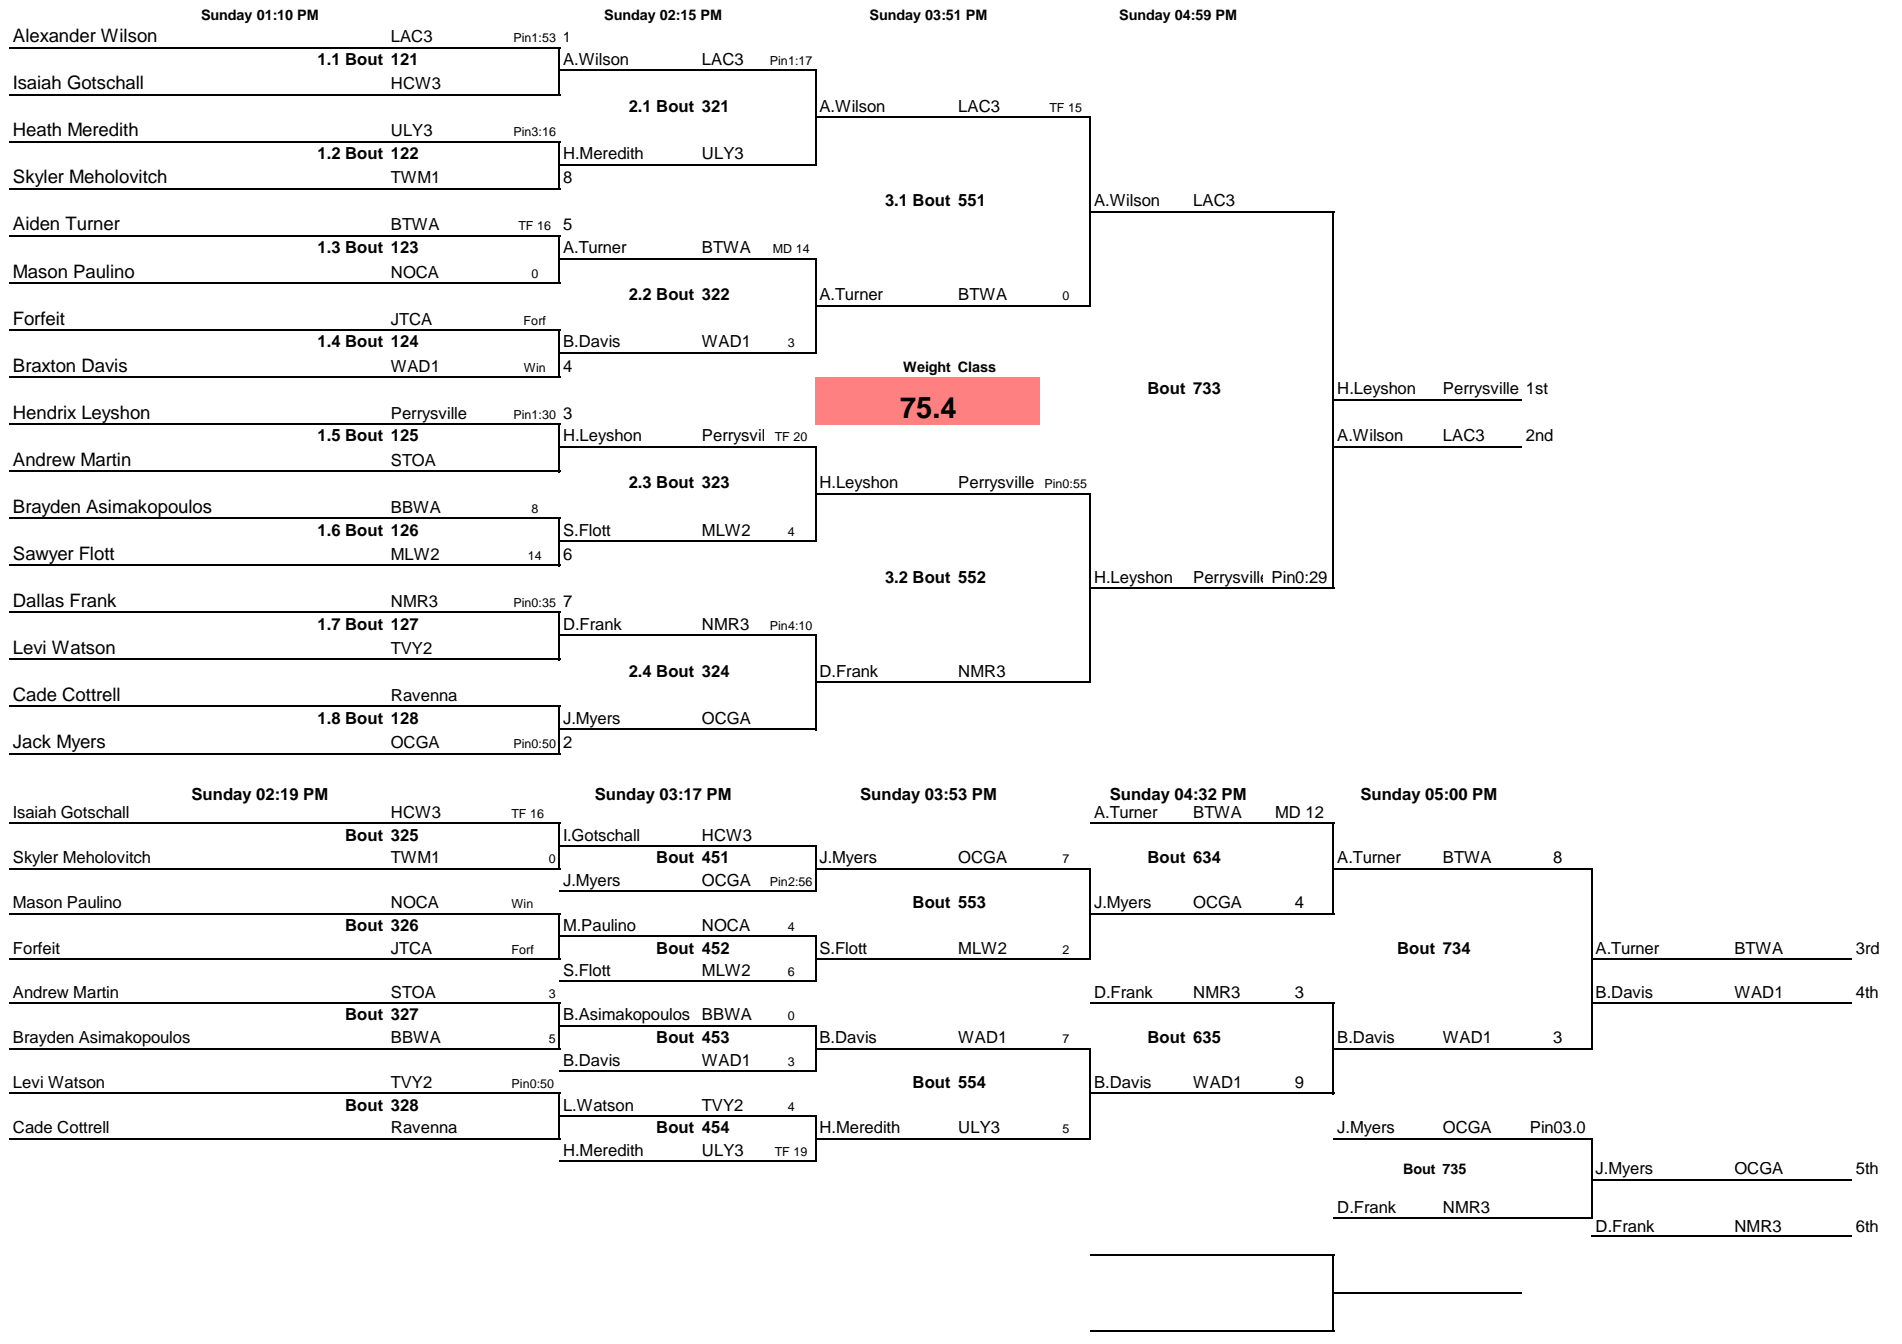 Sunday 01:10 PM Sunday 02:15 PM Sunday 03:51 PM Sunday 04:59 PM
Alexander Wilson LAC3 Pin1:53 1
1.1 Bout 121 A.Wilson LAC3 Pin1:17
Isaiah Gotschall HCW3
2.1 Bout 321 A.Wilson LAC3 TF 15
Heath Meredith ULY3 Pin3:16
1.2 Bout 122 H.Meredith ULY3
Skyler Meholovitch TWM1 8
3.1 Bout 551 A.Wilson LAC3
Aiden Turner BTWA TF 16 5
1.3 Bout 123 A.Turner BTWA MD 14
Mason Paulino NOCA 0
2.2 Bout 322 A.Turner BTWA 0
Forfeit JTCA Forf
1.4 Bout 124 B.Davis WAD1 3
Braxton Davis WAD1 Win 4 Weight Class
Bout 733 H.Leyshon Perrysville 1st
Hendrix Leyshon Perrysville Pin1:30 3 75.4
1.5 Bout 125 H.Leyshon Perrysvil TF 20 A.Wilson LAC3 2nd
Andrew Martin STOA
2.3 Bout 323 H.Leyshon Perrysville Pin0:55
Brayden Asimakopoulos BBWA 8
1.6 Bout 126 S.Flott MLW2 4
Sawyer Flott MLW2 14 6
3.2 Bout 552 H.Leyshon Perrysvill Pin0:29
Dallas Frank NMR3 Pin0:35 7
1.7 Bout 127 D.Frank NMR3 Pin4:10
Levi Watson TVY2
2.4 Bout 324 D.Frank NMR3
Cade Cottrell Ravenna
1.8 Bout 128 J.Myers OCGA
Jack Myers OCGA Pin0:50 2
Sunday 02:19 PM Sunday 03:17 PM Sunday 03:53 PM Sunday 04:32 PM Sunday 05:00 PM
Isaiah Gotschall HCW3 TF 16 A.Turner BTWA MD 12
Bout 325 I.Gotschall HCW3
Skyler Meholovitch TWM1 0 Bout 451 J.Myers OCGA 7 Bout 634 A.Turner BTWA 8
J.Myers OCGA Pin2:56
Mason Paulino NOCA Win Bout 553 J.Myers OCGA 4
Bout 326 M.Paulino NOCA 4
Forfeit JTCA Forf Bout 452 S.Flott MLW2 2 Bout 734 A.Turner BTWA 3rd
S.Flott MLW2 6
Andrew Martin STOA 3 D.Frank NMR3 3 B.Davis WAD1 4th
Bout 327 B.Asimakopoulos BBWA 0
Brayden Asimakopoulos BBWA 5 Bout 453 B.Davis WAD1 7 Bout 635 B.Davis WAD1 3
B.Davis WAD1 3
Levi Watson TVY2 Pin0:50 Bout 554 B.Davis WAD1 9
Bout 328 L.Watson TVY2 4
Cade Cottrell Ravenna Bout 454 H.Meredith ULY3 5 J.Myers OCGA Pin03.0
H.Meredith ULY3 TF 19
Bout 735 J.Myers OCGA 5th
D.Frank NMR3
D.Frank NMR3 6th